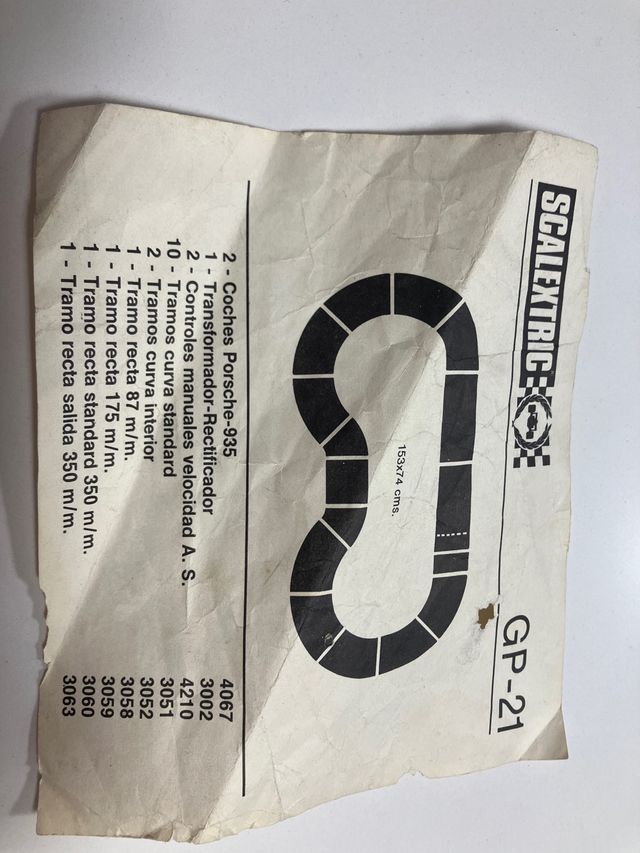 SCALEXTRIC
GP-21
153x74 cms.
2 - Coches Porsche-935 4067
1 - Transformador-Rectificador 3002
2 - Controles manuales velocidad A. S. 4210
10 - Tramos curva standard 3051
2 - Tramos curva interior 3052
1 - Tramo recta 87 m/m. 3058
1 - Tramo recta 175 m/m. 3059
1 - Tramo recta standard 350 m/m. 3060
1 - Tramo recta salida 350 m/m. 3063